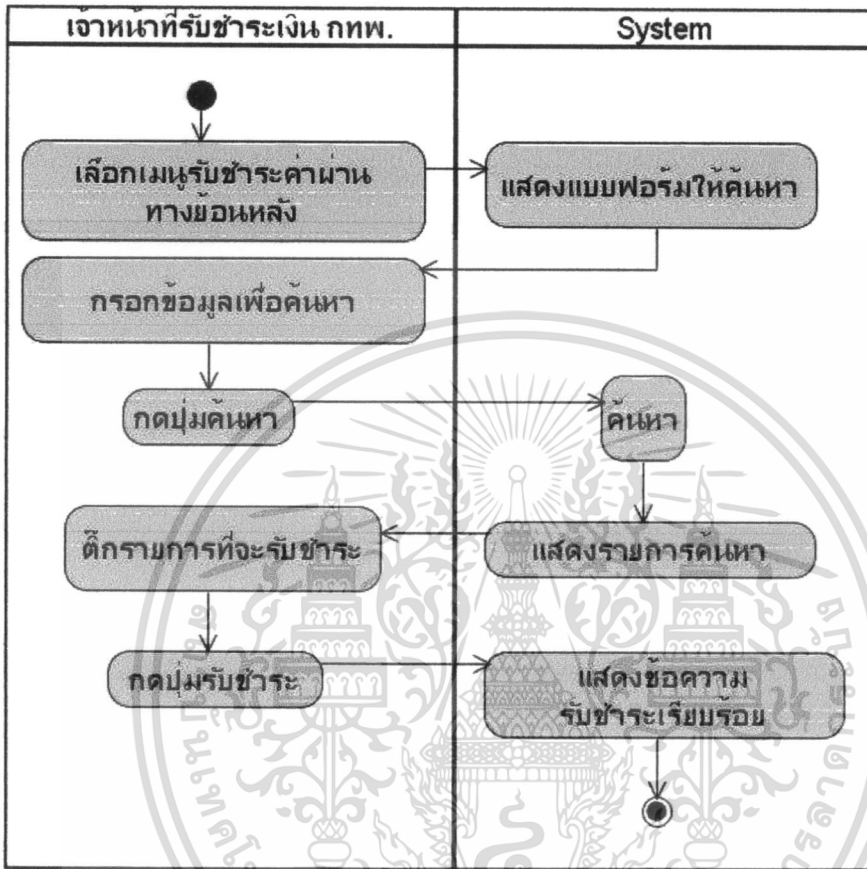 เจ้าหน้าที่รับชำระเงิน กทพ.
System
เลือกเมนูรับชำระค่าผ่าน
ทางย้อนหลัง
แสดงแบบฟอร์มให้ค้นหา
กรอกข้อมูลเพื่อค้นหา
กดปุ่มค้นหา
ค้นหา
ติ๊กรายการที่จะรับชำระ
แสดงรายการค้นหา
กดปุ่มรับชำระ
แสดงข้อความ
รับชำระเรียบร้อย